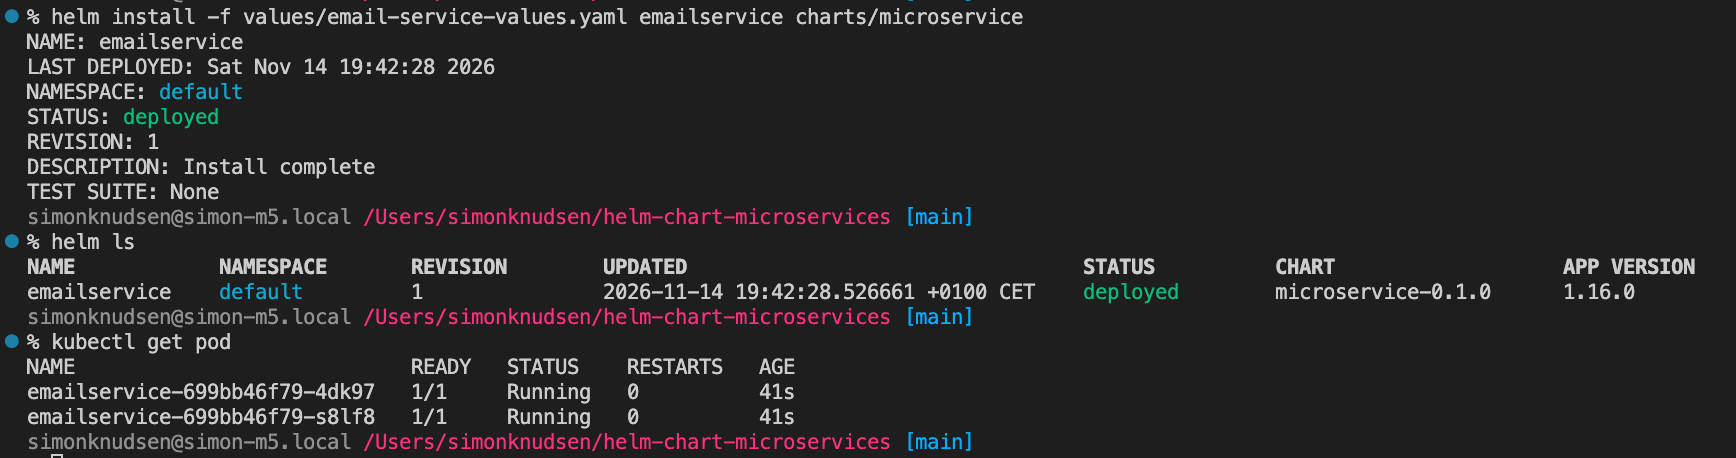 % helm install -f values/email-service-values.yaml emailservice charts/microservice
NAME: emailservice
LAST DEPLOYED: Sat Nov 14 19:42:28 2026
NAMESPACE: default
STATUS: deployed
REVISION: 1
DESCRIPTION: Install complete
TEST SUITE: None
simonknudsen@simon-m5.local /Users/simonknudsen/helm-chart-microservices [main]
% helm ls
NAME NAMESPACE REVISION UPDATED STATUS CHART APP VERSION
emailservice default 1 2026-11-14 19:42:28.526661 +0100 CET deployed microservice-0.1.0 1.16.0
simonknudsen@simon-m5.local /Users/simonknudsen/helm-chart-microservices [main]
% kubectl get pod
NAME READY STATUS RESTARTS AGE
emailservice-699bb46f79-4dk97 1/1 Running 0 41s
emailservice-699bb46f79-s8lf8 1/1 Running 0 41s
simonknudsen@simon-m5.local /Users/simonknudsen/helm-chart-microservices [main]